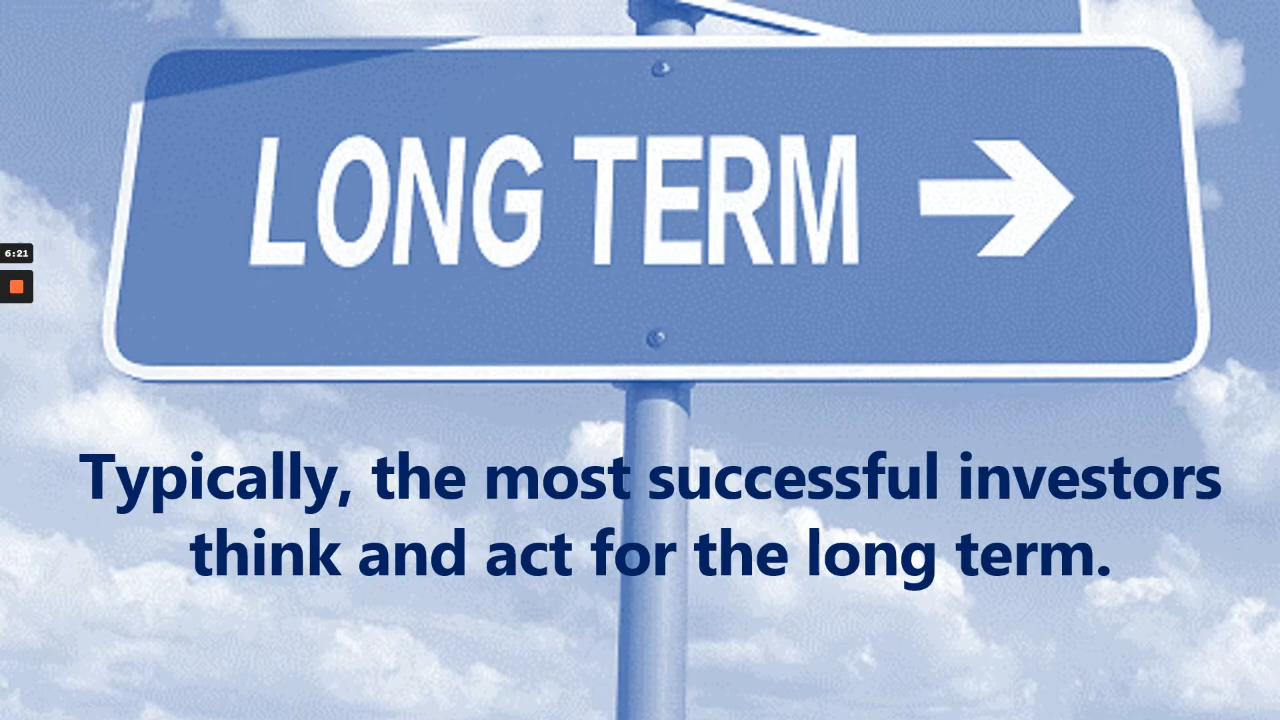 LONG TERM
6:21
Typically, the most successful investors
think and act for the long term.